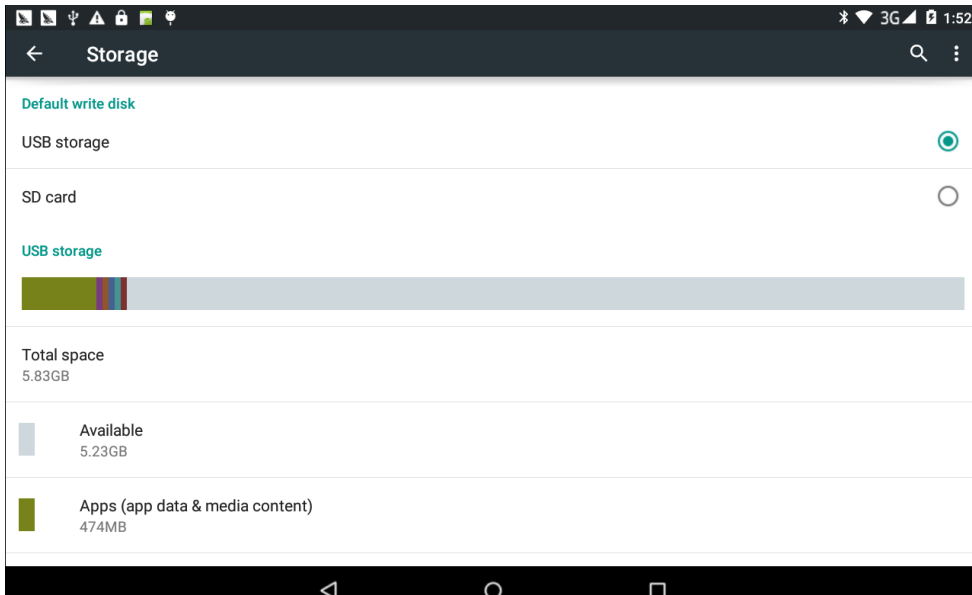 3G 1:52
Storage
Default write disk
USB storage
SD card
USB storage
Total space
5.83GB
Available
5.23GB
Apps (app data & media content)
474MB